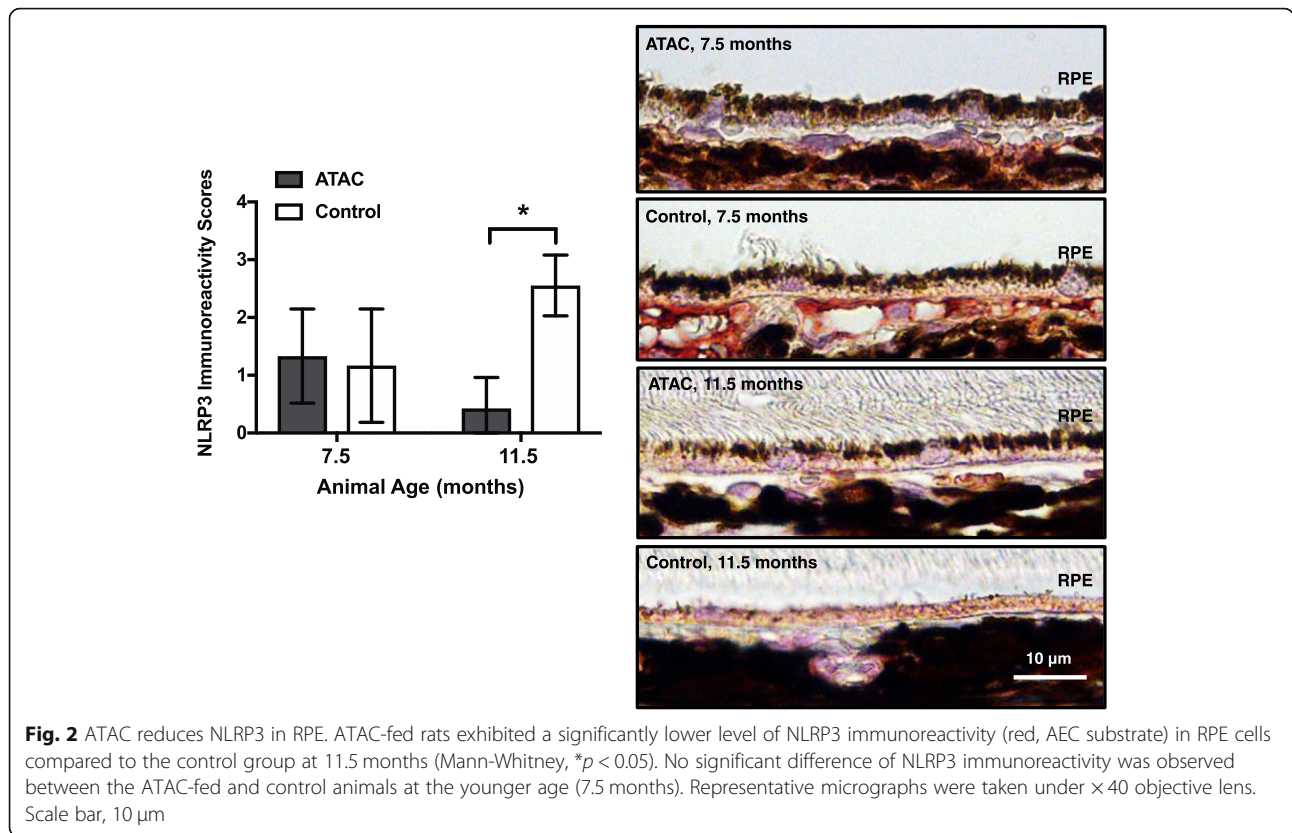 ATAC
Control
NLRP3 Immunoreactivity Scores
4
3
2
1
0
*
7.5
11.5
Animal Age (months)
ATAC, 7.5 months
RPE
Control, 7.5 months
RPE
ATAC, 11.5 months
RPE
Control, 11.5 months
RPE
10 µm
Fig. 2 ATAC reduces NLRP3 in RPE. ATAC-fed rats exhibited a significantly lower level of NLRP3 immunoreactivity (red, AEC substrate) in RPE cells
compared to the control group at 11.5 months (Mann-Whitney, *p < 0.05). No significant difference of NLRP3 immunoreactivity was observed
between the ATAC-fed and control animals at the younger age (7.5 months). Representative micrographs were taken under × 40 objective lens.
Scale bar, 10 µm